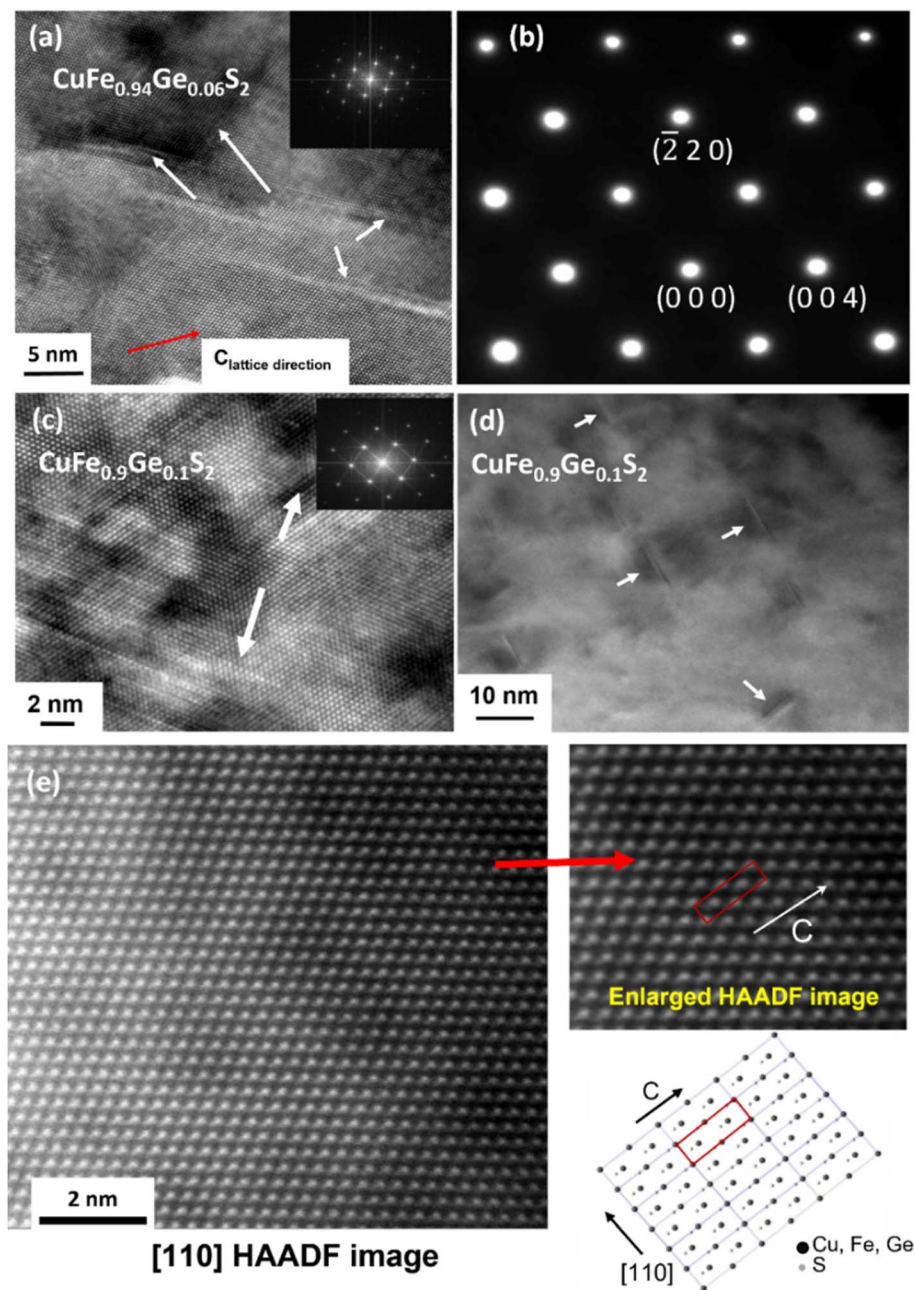 (a)
CuFe₀.₉₄Ge₀.₀₆S₂
5 nm
C lattice direction
(b)
(2̅ 2 0)
(0 0 0)
(0 0 4)
(c)
CuFe₀.₉Ge₀.₁S₂
2 nm
(d)
CuFe₀.₉Ge₀.₁S₂
10 nm
(e)
2 nm
[110] HAADF image
C
Enlarged HAADF image
C
[110]
Cu, Fe, Ge
S